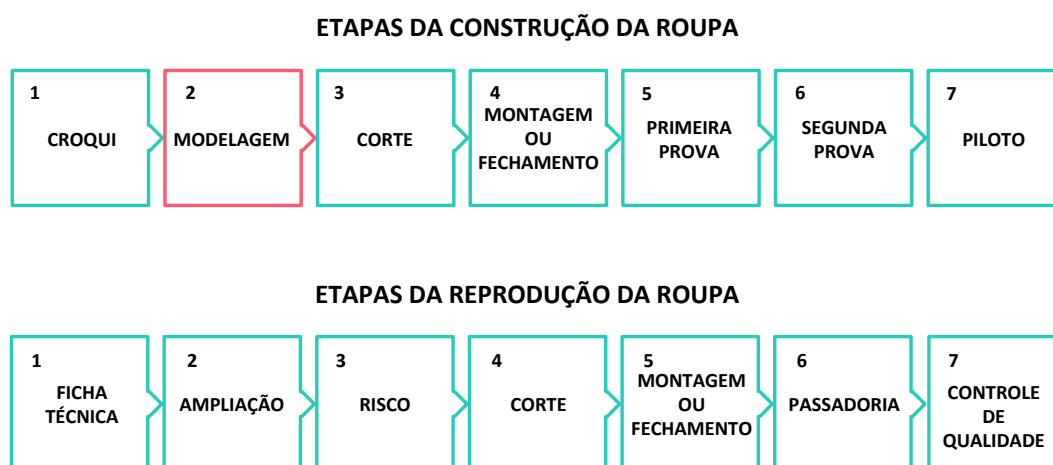 ETAPAS DA CONSTRUÇÃO DA ROUPA
1
CROQUI
2
MODELAGEM
3
CORTE
4
MONTAGEM
OU
FECHAMENTO
5
PRIMEIRA
PROVA
6
SEGUNDA
PROVA
7
PILOTO
ETAPAS DA REPRODUÇÃO DA ROUPA
1
FICHA
TÉCNICA
2
AMPLIAÇÃO
3
RISCO
4
CORTE
5
MONTAGEM
OU
FECHAMENTO
6
PASSADORIA
7
CONTROLE
DE
QUALIDADE